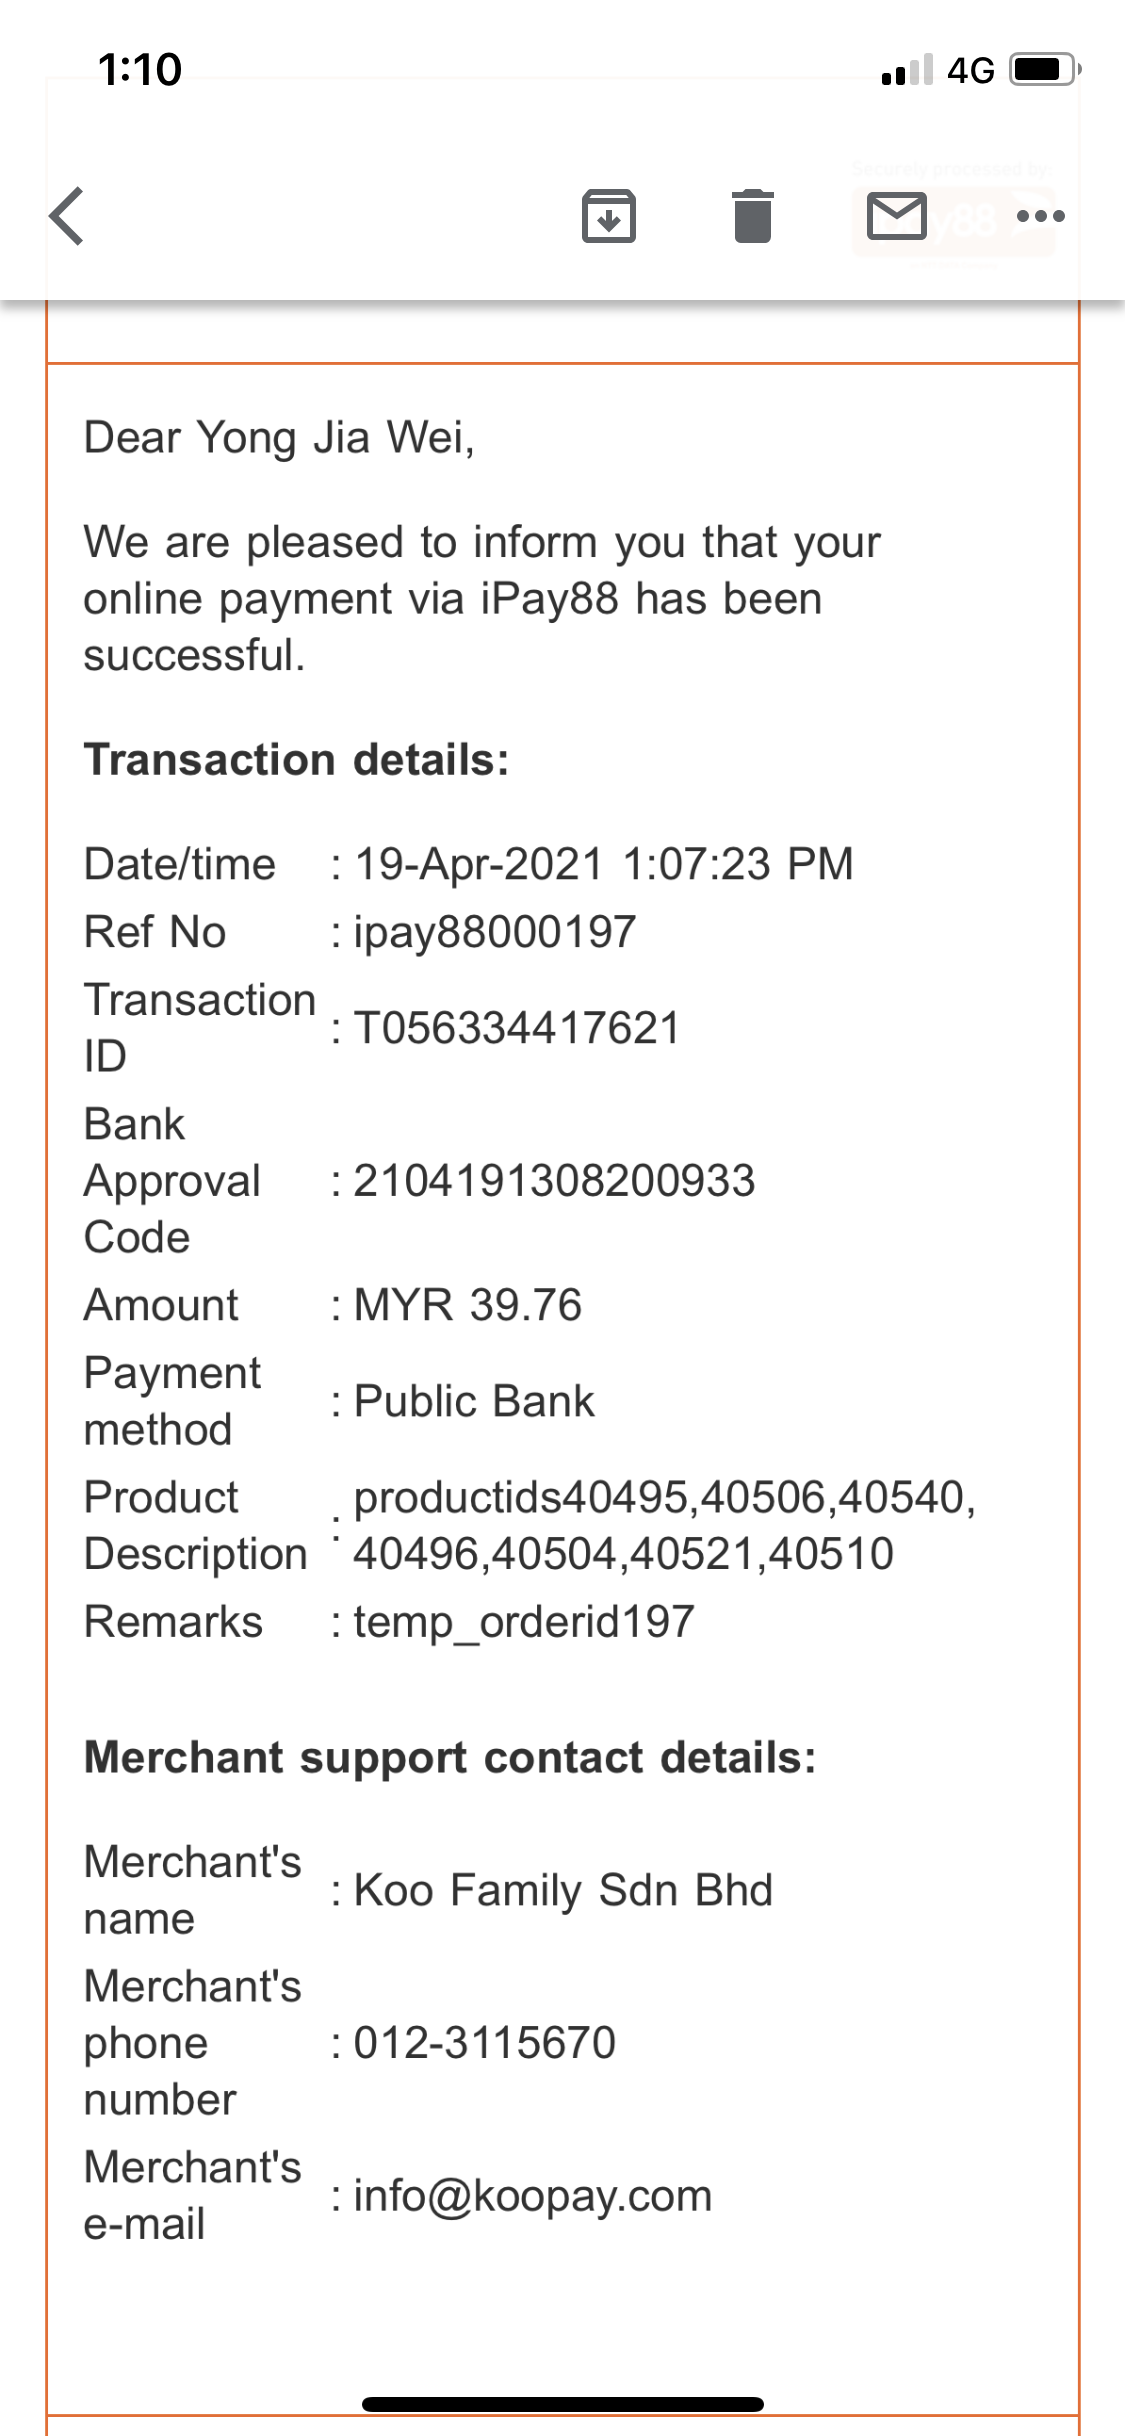 1:10
4G
Securely processed by:
Dear Yong Jia Wei,
We are pleased to inform you that your
online payment via iPay88 has been
successful.
Transaction details:
Date/time : 19-Apr-2021 1:07:23 PM
Ref No : ipay88000197
Transaction
ID : T056334417621
Bank
Approval : 2104191308200933
Code
Amount : MYR 39.76
Payment
method : Public Bank
Product : productids40495,40506,40540,
Description 40496,40504,40521,40510
Remarks : temp_orderid197
Merchant support contact details:
Merchant's
name : Koo Family Sdn Bhd
Merchant's
phone : 012-3115670
number
Merchant's
e-mail : info@koopay.com